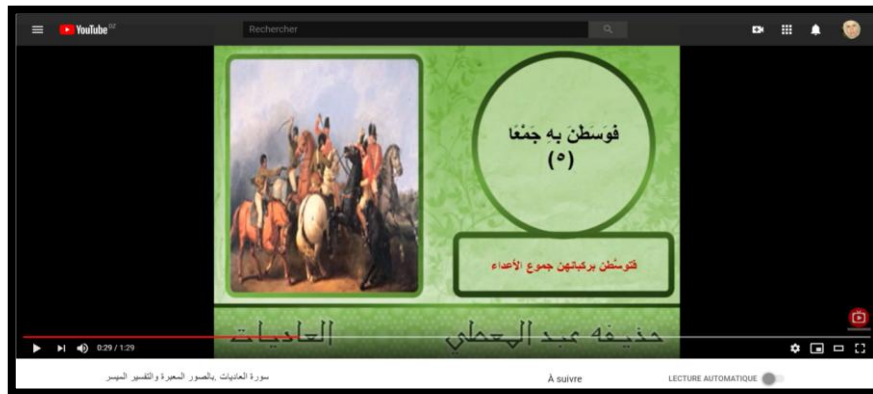 YouTube DZ
Rechercher
فَوَسَطْنَ بِهِ جَمْعًا
(٥)
فتوسَّطن بركبانهن جموع الأعداء
العاديات
حذيفه عبد المعطي
0:29 / 1:29
سورة العاديات ,بالصور المعبرة والتفسير الميسر
À suivre
LECTURE AUTOMATIQUE